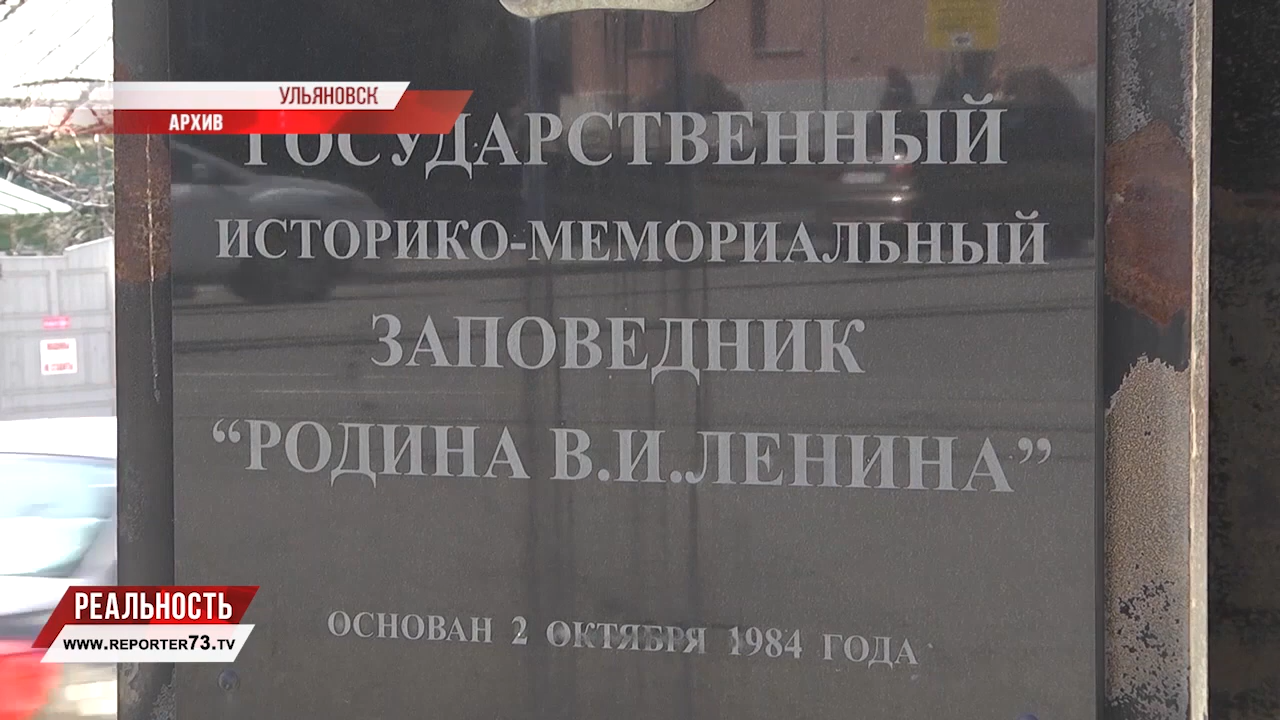 УЛЬЯНОВСК
АРХИВ
ГОСУДАРСТВЕННЫЙ
ИСТОРИКО-МЕМОРИАЛЬНЫЙ
ЗАПОВЕДНИК
“РОДИНА В.И.ЛЕНИНА”
ОСНОВАН 2 ОКТЯБРЯ 1984 ГОДА
РЕАЛЬНОСТЬ
WWW.REPORTER73.TV